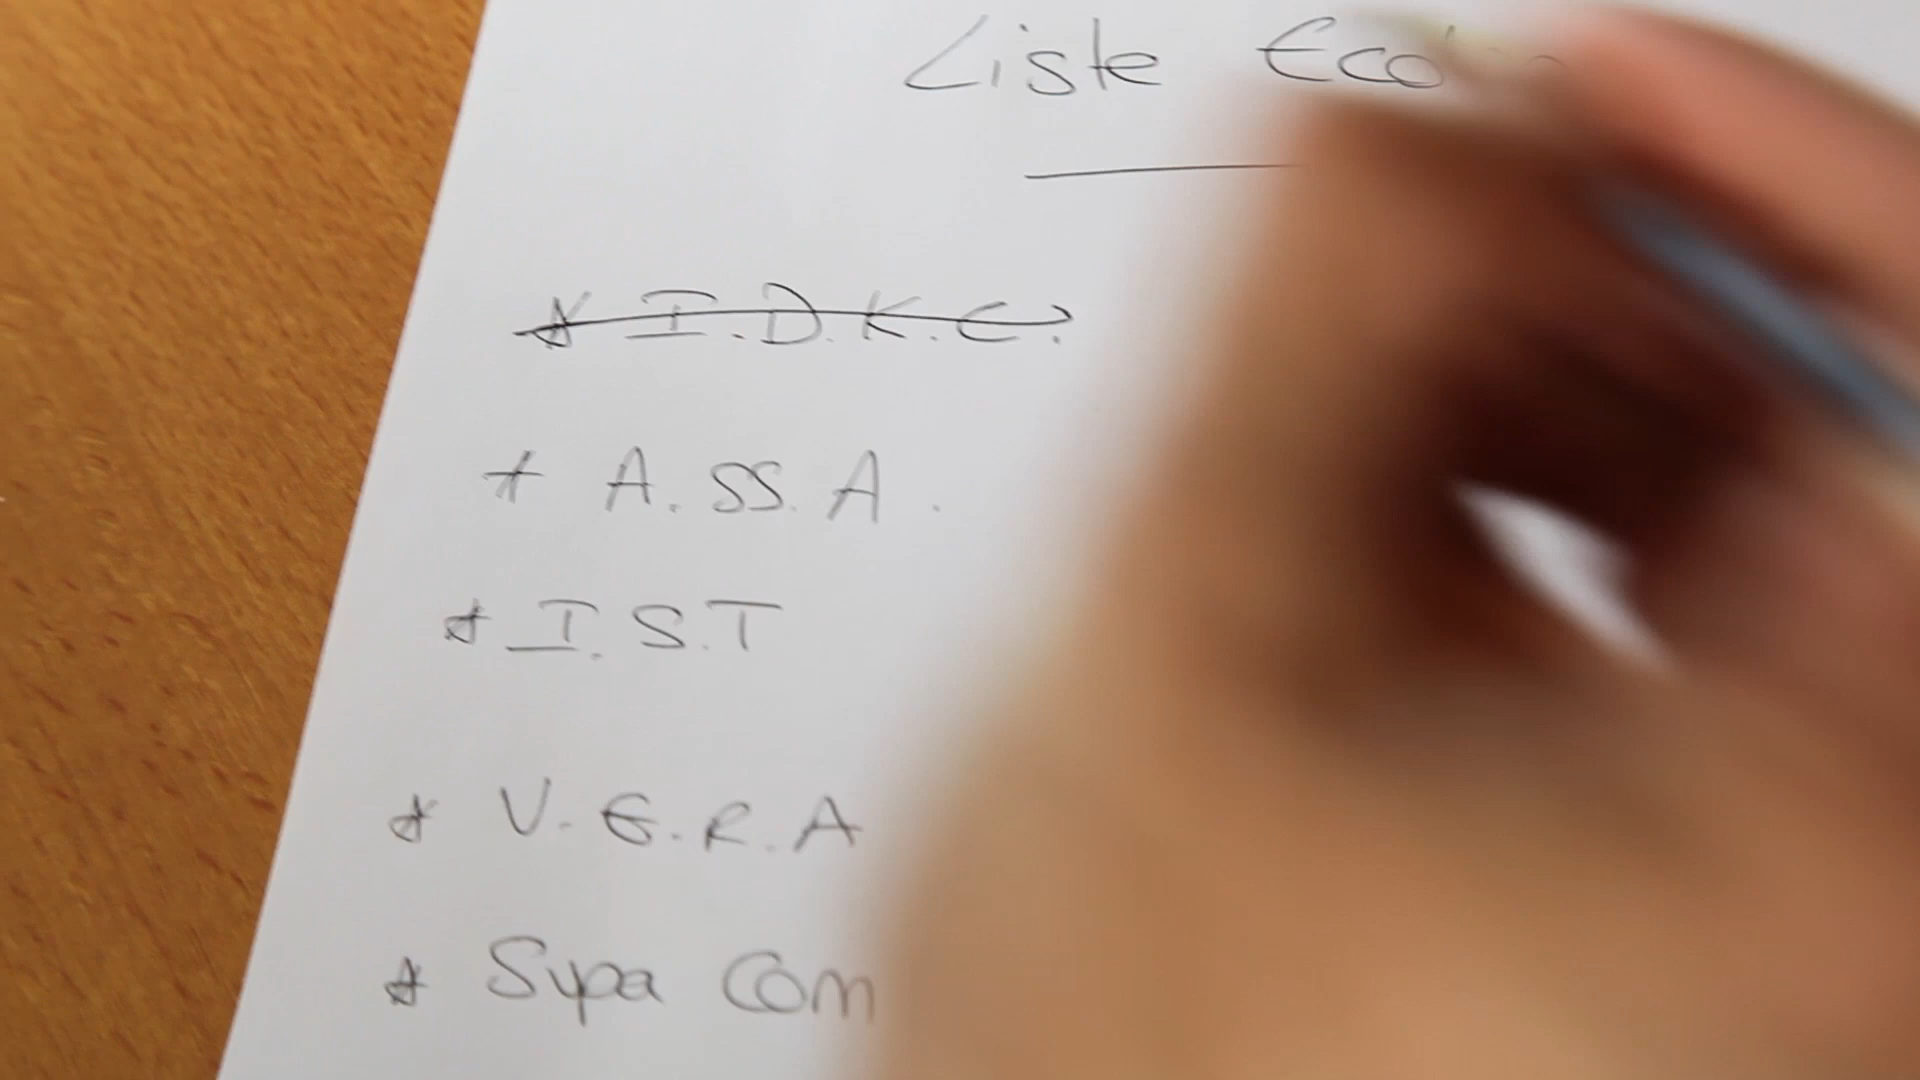 Liste
* I.D.K.C.
+ A.SS.A.
* I.S.T
* V.E.R.A
* Supa Com